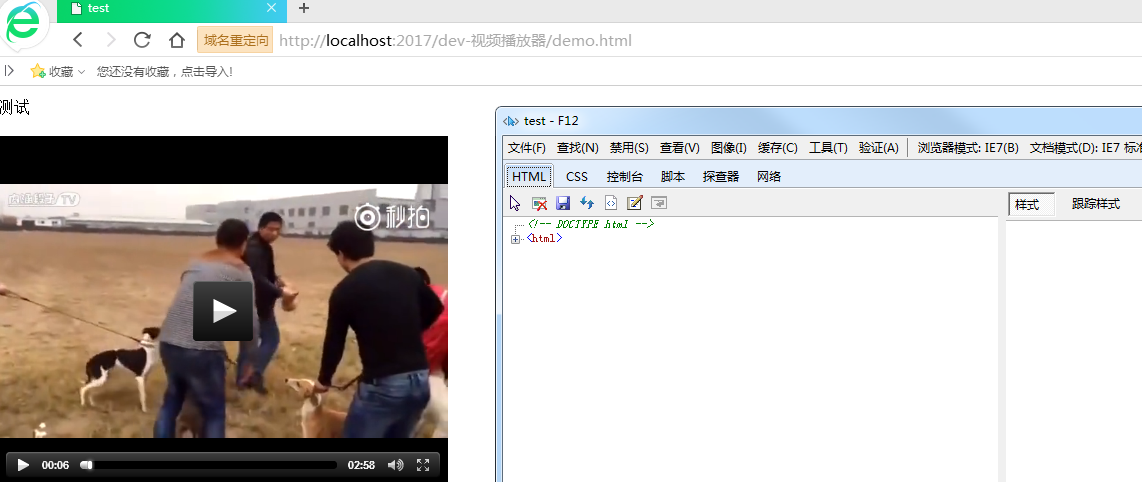 test
域名重定向 http://localhost:2017/dev-视频播放器/demo.html
收藏 您还没有收藏，点击导入!
测试
秒拍
00:06 02:58
test - F12
文件(F) 查找(N) 禁用(S) 查看(V) 图像(I) 缓存(C) 工具(T) 验证(A) 浏览器模式: IE7(B) 文档模式(D): IE7 标准
HTML CSS 控制台 脚本 探查器 网络
样式 跟踪样式
<!-- DOCTYPE html -->
<html>